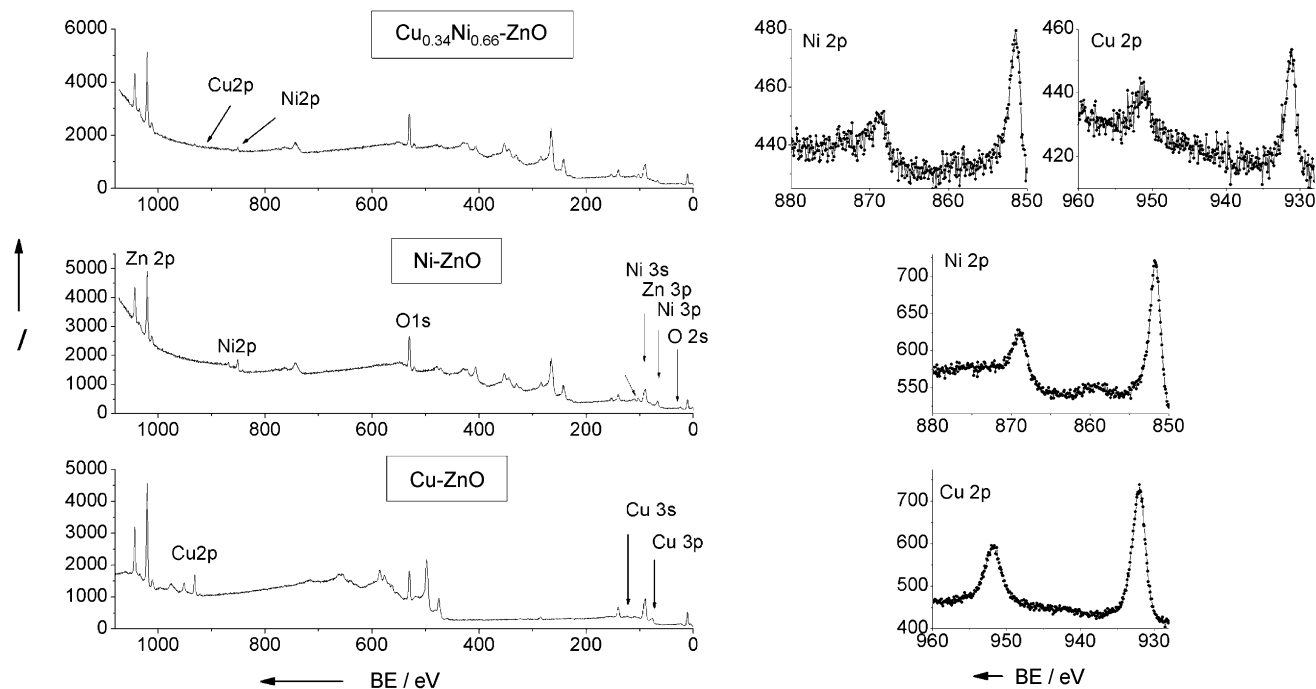 Cu0.34Ni0.66-ZnO
6000
4000
2000
0
Cu2p
Ni2p
1000 800 600 400 200 0
Ni 2p
480
460
440
880 870 860 850
Cu 2p
460
440
420
960 950 940 930
Ni-ZnO
5000
4000
3000
2000
1000
0
Zn 2p
Ni2p
O1s
Ni 3s
Zn 3p
Ni 3p
O 2s
1000 800 600 400 200 0
Ni 2p
700
650
600
550
880 870 860 850
/
Cu-ZnO
5000
4000
3000
2000
1000
0
Cu2p
Cu 3s
Cu 3p
1000 800 600 400 200 0
Cu 2p
700
600
500
400
960 950 940 930
BE / eV
BE / eV